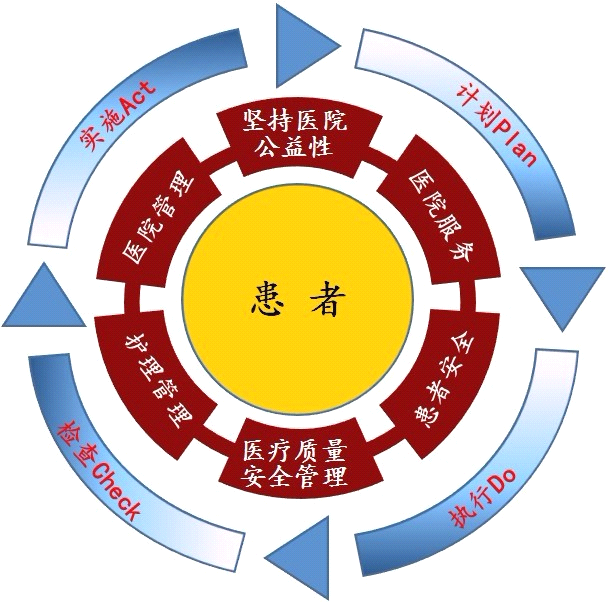 实施Act
计划Plan
坚持医院
公益性
医院管理
医院服务
患者
护理管理
患者安全
医疗质量
安全管理
检查Check
执行Do